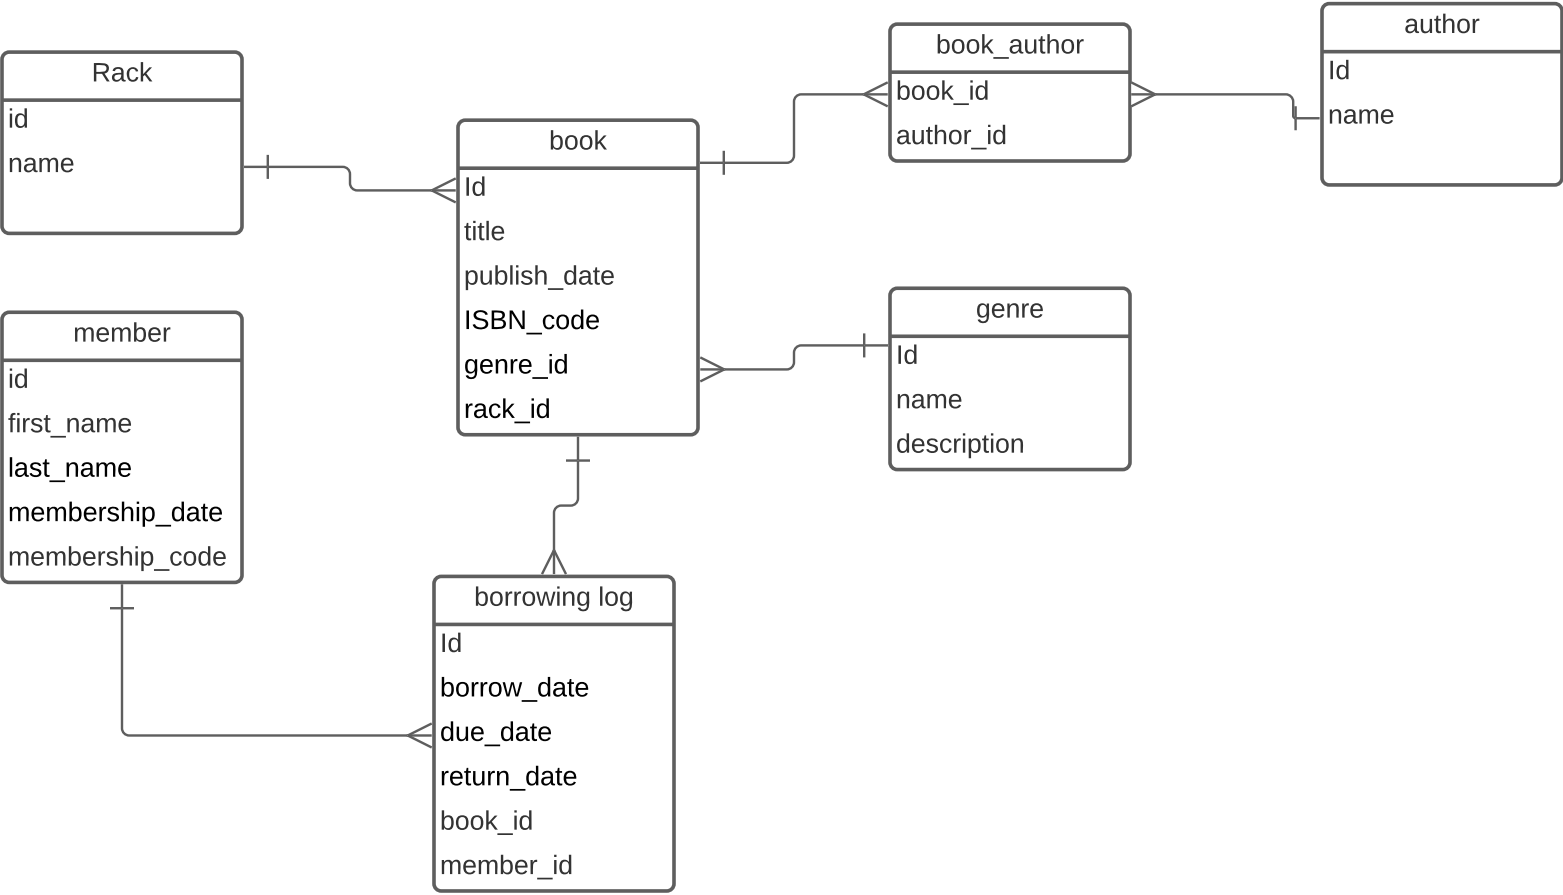 Rack
id
name
book
Id
title
publish_date
ISBN_code
genre_id
rack_id
book_author
book_id
author_id
author
Id
name
member
id
first_name
last_name
membership_date
membership_code
genre
Id
name
description
borrowing log
Id
borrow_date
due_date
return_date
book_id
member_id